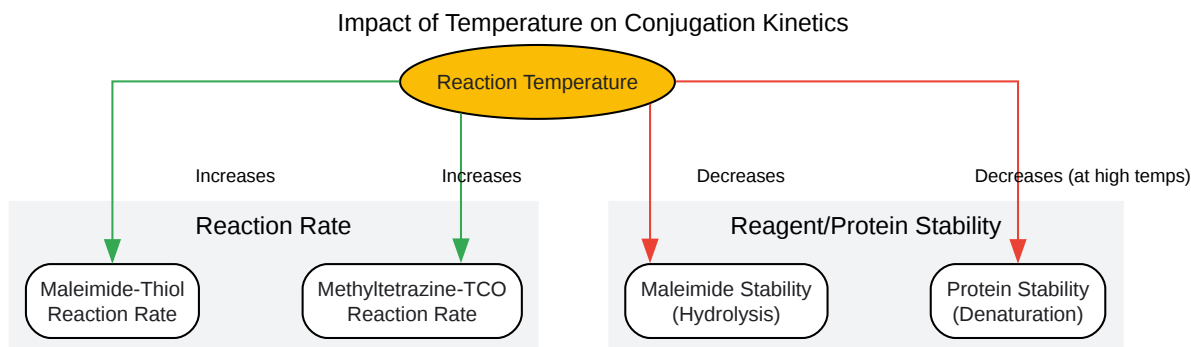 Impact of Temperature on Conjugation Kinetics
Reaction Temperature
Increases
Increases
Decreases
Decreases (at high temps)
Reaction Rate
Reagent/Protein Stability
Maleimide-Thiol
Reaction Rate
Methyltetrazine-TCO
Reaction Rate
Maleimide Stability
(Hydrolysis)
Protein Stability
(Denaturation)